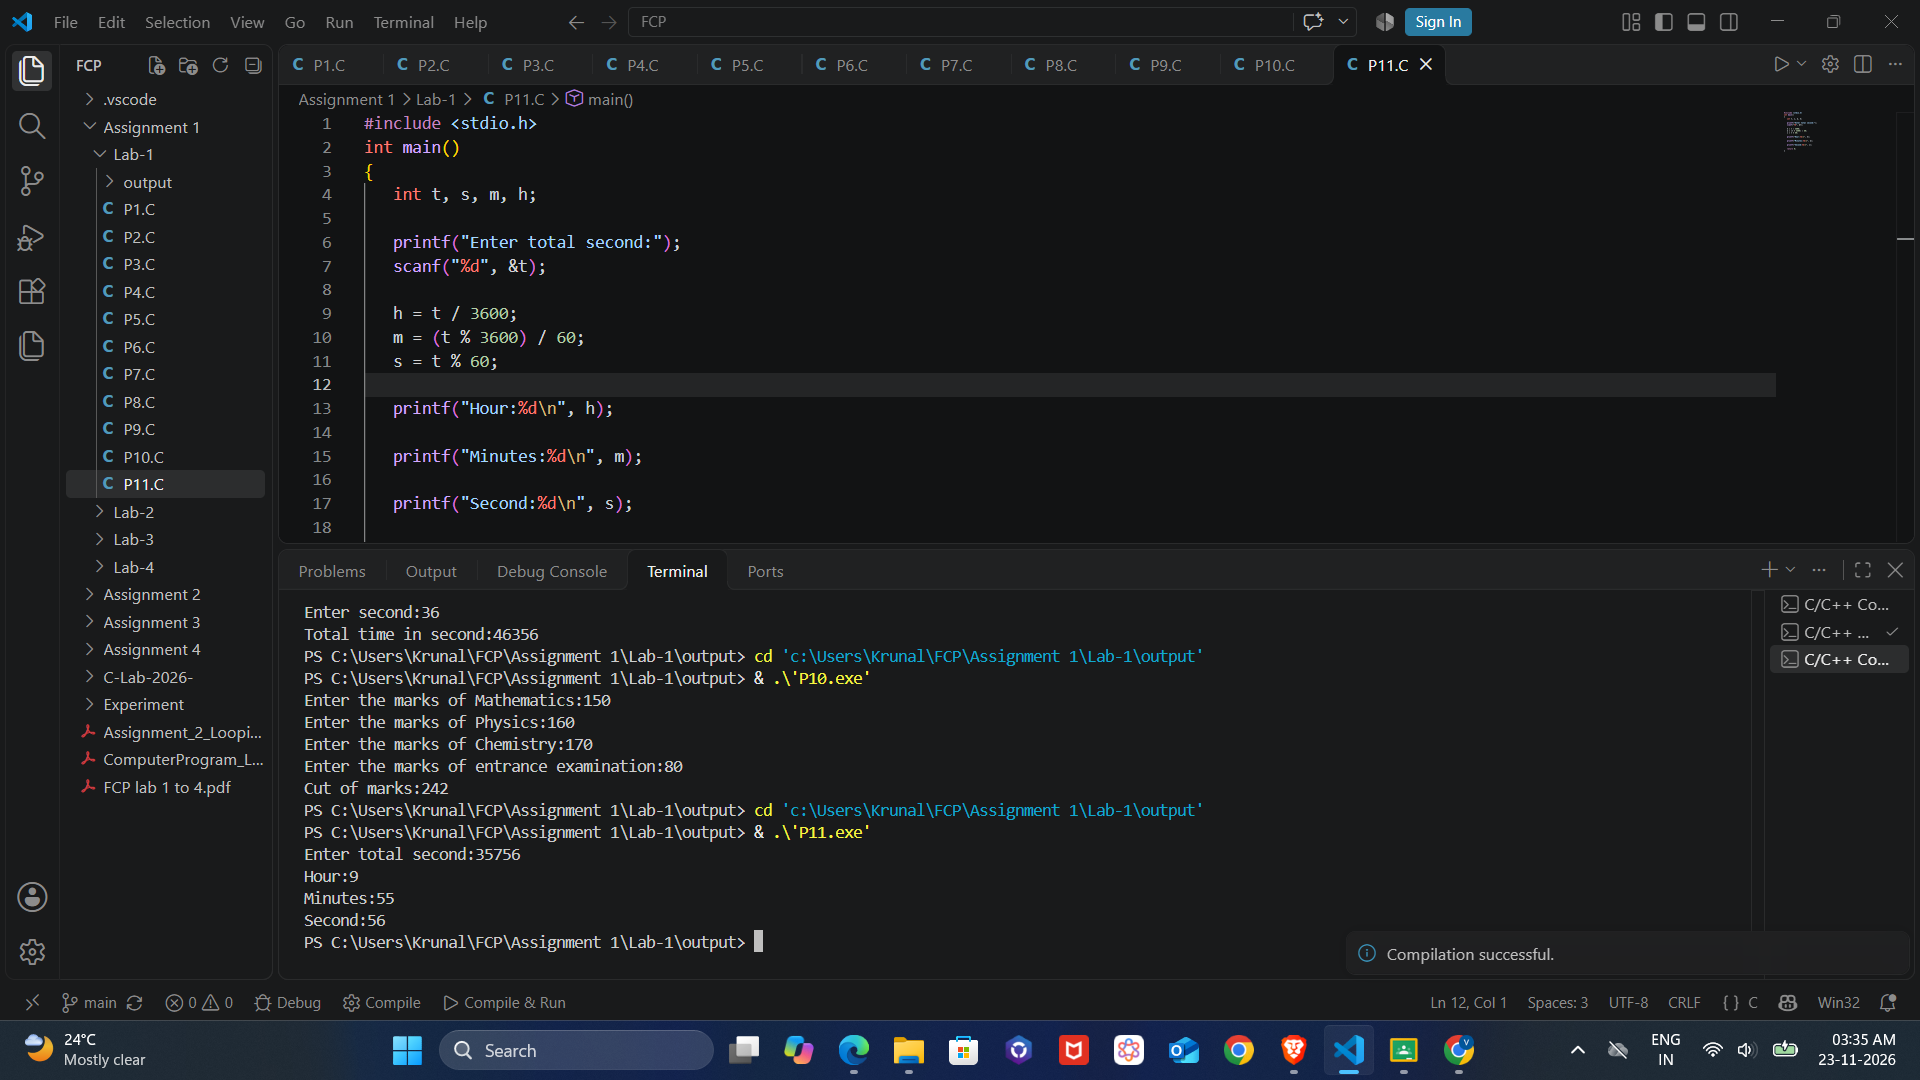 File Edit Selection View Go Run Terminal Help FCP Sign In
FCP
C P1.C C P2.C C P3.C C P4.C C P5.C C P6.C C P7.C C P8.C C P9.C C P10.C C P11.C
Assignment 1 > Lab-1 > C P11.C > main()
.vscode
Assignment 1
Lab-1
output
C P1.C
C P2.C
C P3.C
C P4.C
C P5.C
C P6.C
C P7.C
C P8.C
C P9.C
C P10.C
C P11.C
Lab-2
Lab-3
Lab-4
Assignment 2
Assignment 3
Assignment 4
C-Lab-2026-
Experiment
Assignment_2_Loopi...
ComputerProgram_L...
FCP lab 1 to 4.pdf
1 #include <stdio.h>
2 int main()
3 {
4 int t, s, m, h;
5
6 printf("Enter total second:");
7 scanf("%d", &t);
8
9 h = t / 3600;
10 m = (t % 3600) / 60;
11 s = t % 60;
12
13 printf("Hour:%d\n", h);
14
15 printf("Minutes:%d\n", m);
16
17 printf("Second:%d\n", s);
18
Problems Output Debug Console Terminal Ports
Enter second:36
Total time in second:46356
PS C:\Users\Krunal\FCP\Assignment 1\Lab-1\output> cd 'c:\Users\Krunal\FCP\Assignment 1\Lab-1\output'
PS C:\Users\Krunal\FCP\Assignment 1\Lab-1\output> & .\'P10.exe'
Enter the marks of Mathematics:150
Enter the marks of Physics:160
Enter the marks of Chemistry:170
Enter the marks of entrance examination:80
Cut of marks:242
PS C:\Users\Krunal\FCP\Assignment 1\Lab-1\output> cd 'c:\Users\Krunal\FCP\Assignment 1\Lab-1\output'
PS C:\Users\Krunal\FCP\Assignment 1\Lab-1\output> & .\'P11.exe'
Enter total second:35756
Hour:9
Minutes:55
Second:56
PS C:\Users\Krunal\FCP\Assignment 1\Lab-1\output>
C/C++ Co...
C/C++ ...
C/C++ Co...
Compilation successful.
main 0 0 Debug Compile Compile & Run Ln 12, Col 1 Spaces: 3 UTF-8 CRLF { } C Win32
24°C
Mostly clear
Search
ENG
IN
03:35 AM
23-11-2026